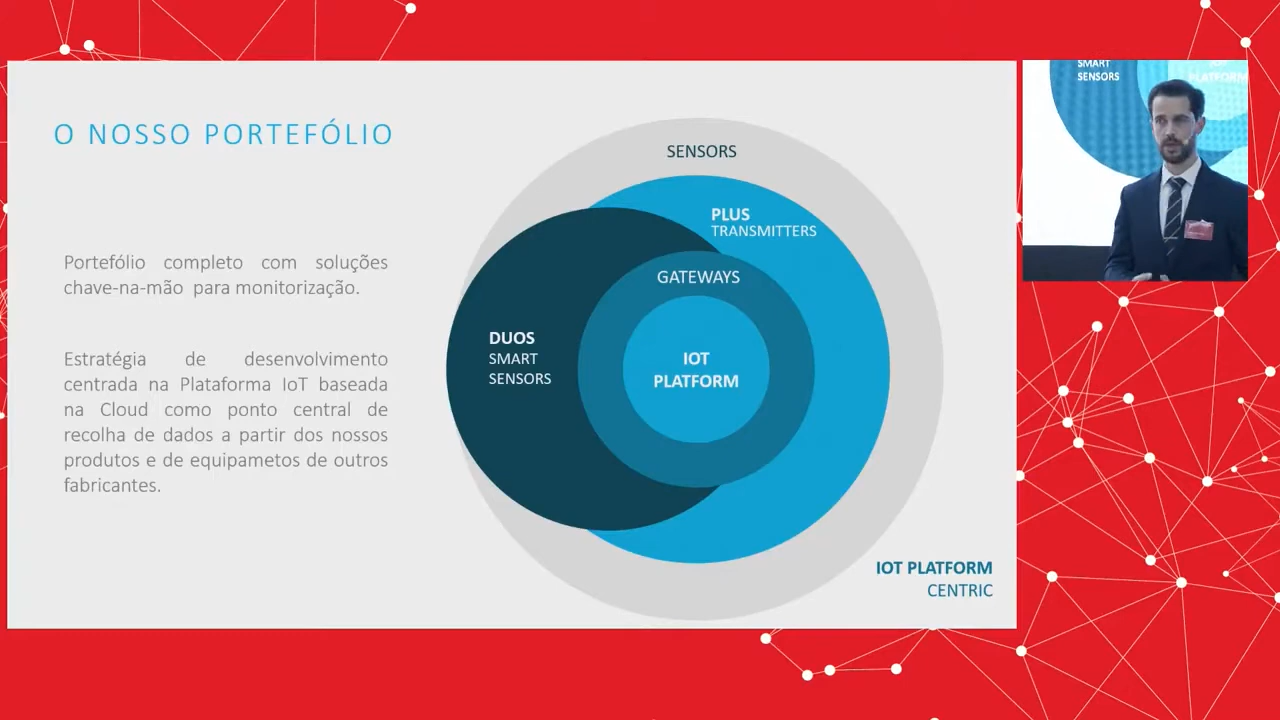 O NOSSO PORTEFÓLIO
Portefólio completo com soluções
chave-na-mão para monitorização.
Estratégia de desenvolvimento
centrada na Plataforma IoT baseada
na Cloud como ponto central de
recolha de dados a partir dos nossos
produtos e de equipametos de outros
fabricantes.
SENSORS
PLUS
TRANSMITTERS
GATEWAYS
DUOS
SMART
SENSORS
IOT
PLATFORM
IOT PLATFORM
CENTRIC
SMART
SENSORS
PLATFORM